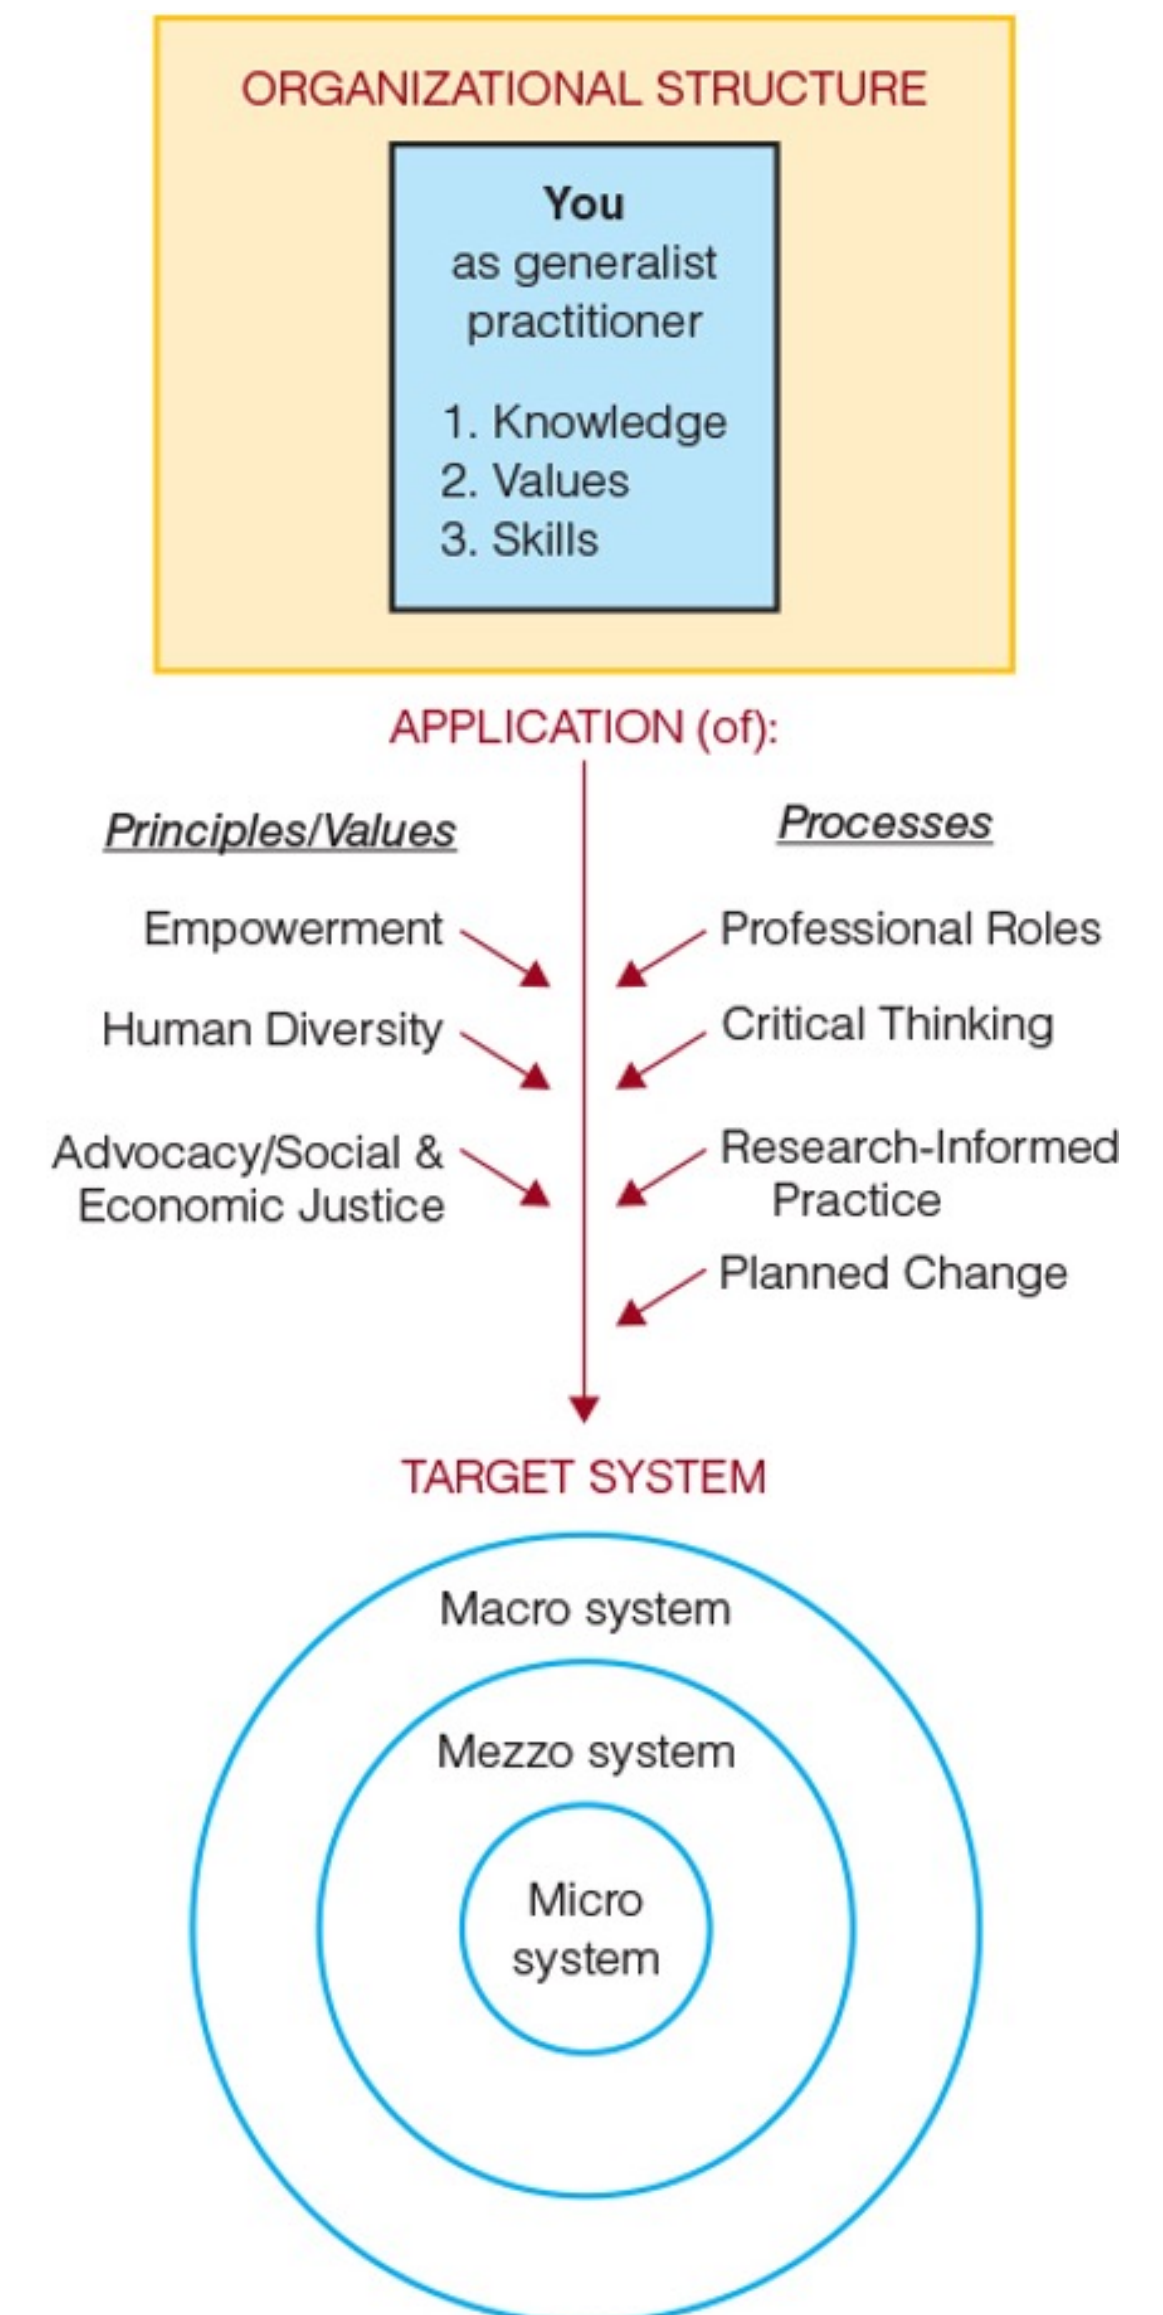 ORGANIZATIONAL STRUCTURE
You
as generalist
practitioner
1. Knowledge
2. Values
3. Skills
APPLICATION (of):
Principles/Values
Empowerment
Human Diversity
Advocacy/Social &
Economic Justice
Processes
Professional Roles
Critical Thinking
Research-Informed
Practice
Planned Change
TARGET SYSTEM
Macro system
Mezzo system
Micro
system